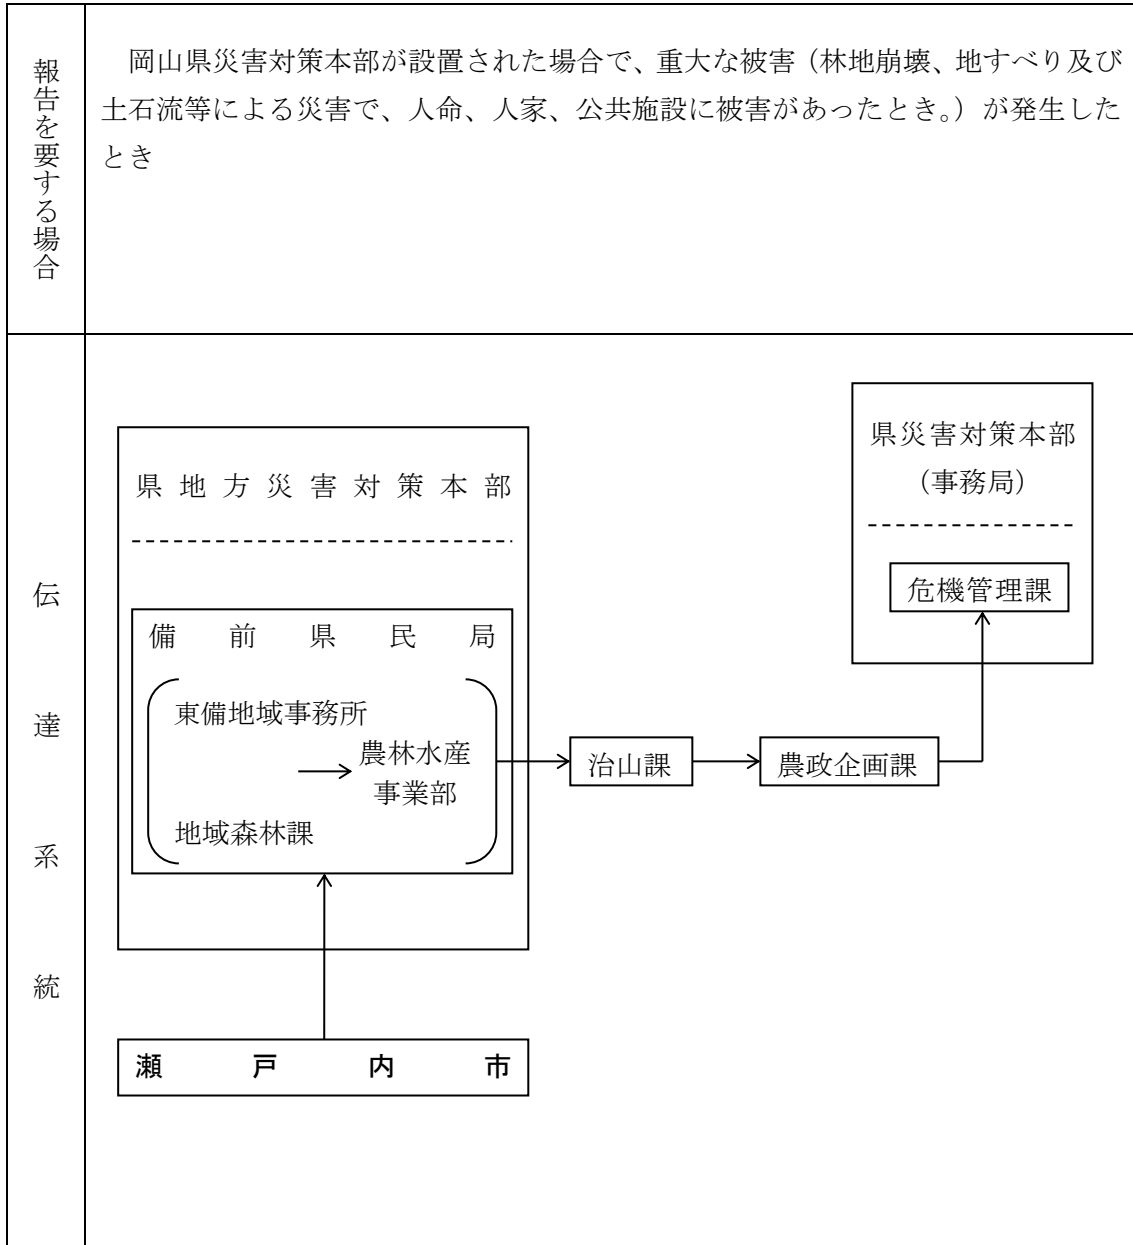 報告を要する場合
岡山県災害対策本部が設置された場合で、重大な被害（林地崩壊、地すべり及び
土石流等による災害で、人命、人家、公共施設に被害があったとき。）が発生した
とき
伝達系統
県地方災害対策本部
備前県民局
東備地域事務所
農林水産
事業部
地域森林課
瀬戸内市
治山課
農政企画課
県災害対策本部
（事務局）
危機管理課